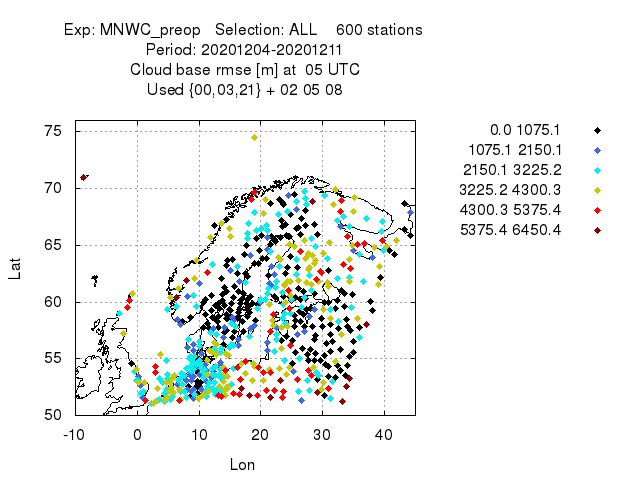 Exp: MNWC_preop   Selection: ALL    600 stations
Period: 20201204-20201211
Cloud base rmse [m] at  05 UTC
Used {00,03,21} + 02 05 08
0.0 1075.1
1075.1 2150.1
2150.1 3225.2
3225.2 4300.3
4300.3 5375.4
5375.4 6450.4
75
70
65
60
55
50
Lat
-10 0 10 20 30 40
Lon